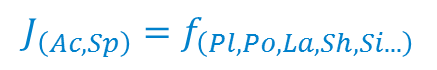 J(Ac,Sp) = f(Pl,Po,La,Sh,Si...)